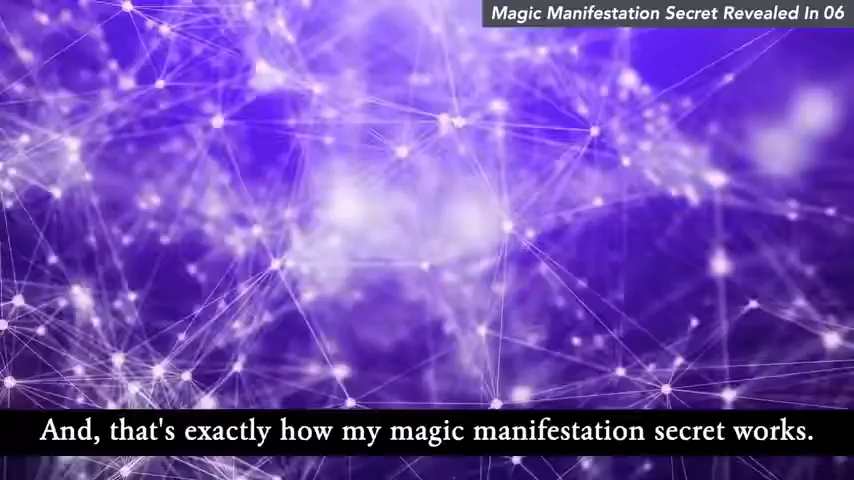 Magic Manifestation Secret Revealed In 06
And, that's exactly how my magic manifestation secret works.